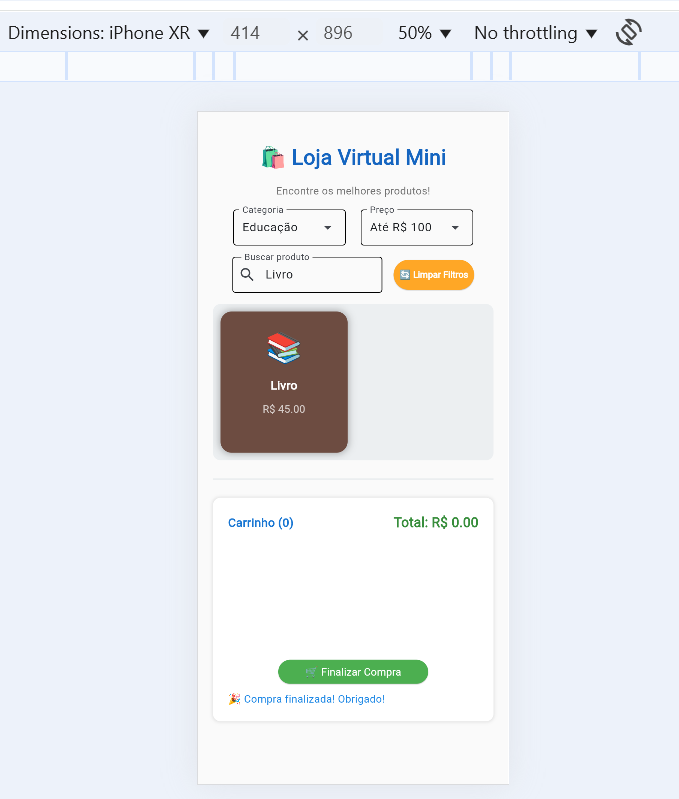 Dimensions: iPhone XR ▼ 414 × 896 50% ▼ No throttling ▼
Loja Virtual Mini
Encontre os melhores produtos!
Categoria Preço
Educação Até R$ 100
Buscar produto
Livro Limpar Filtros
Livro
R$ 45.00
Carrinho (0) Total: R$ 0.00
Finalizar Compra
Compra finalizada! Obrigado!